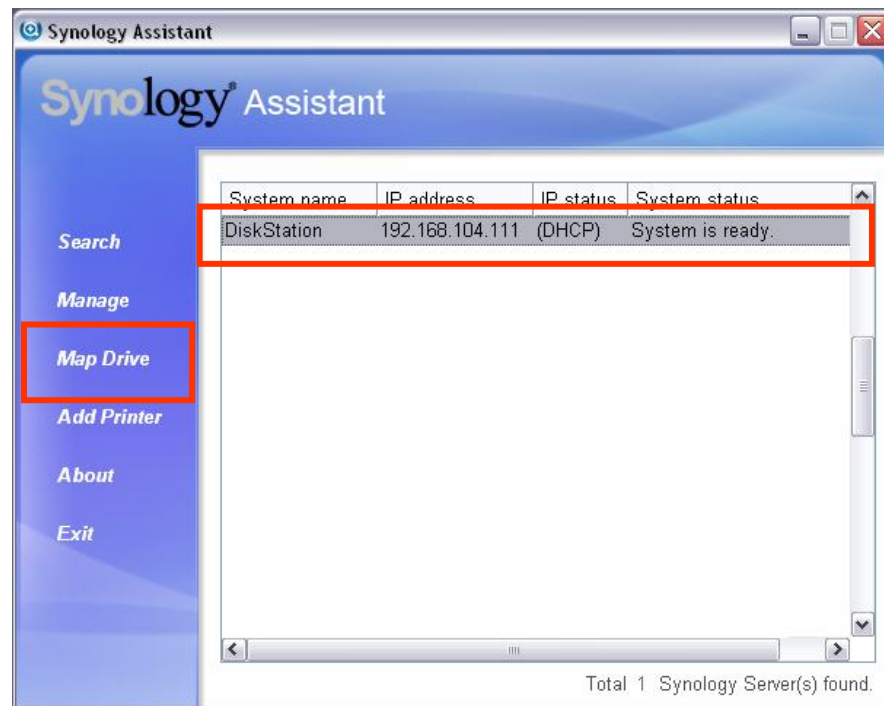 Synology Assistant
Synology® Assistant
Search
Manage
Map Drive
Add Printer
About
Exit
System name IP address IP status System status
DiskStation 192.168.104.111 (DHCP) System is ready.
Total 1 Synology Server(s) found.